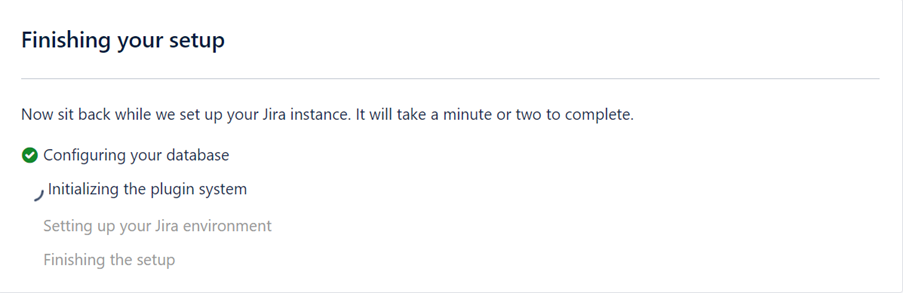 Finishing your setup
Now sit back while we set up your Jira instance. It will take a minute or two to complete.
Configuring your database
Initializing the plugin system
Setting up your Jira environment
Finishing the setup